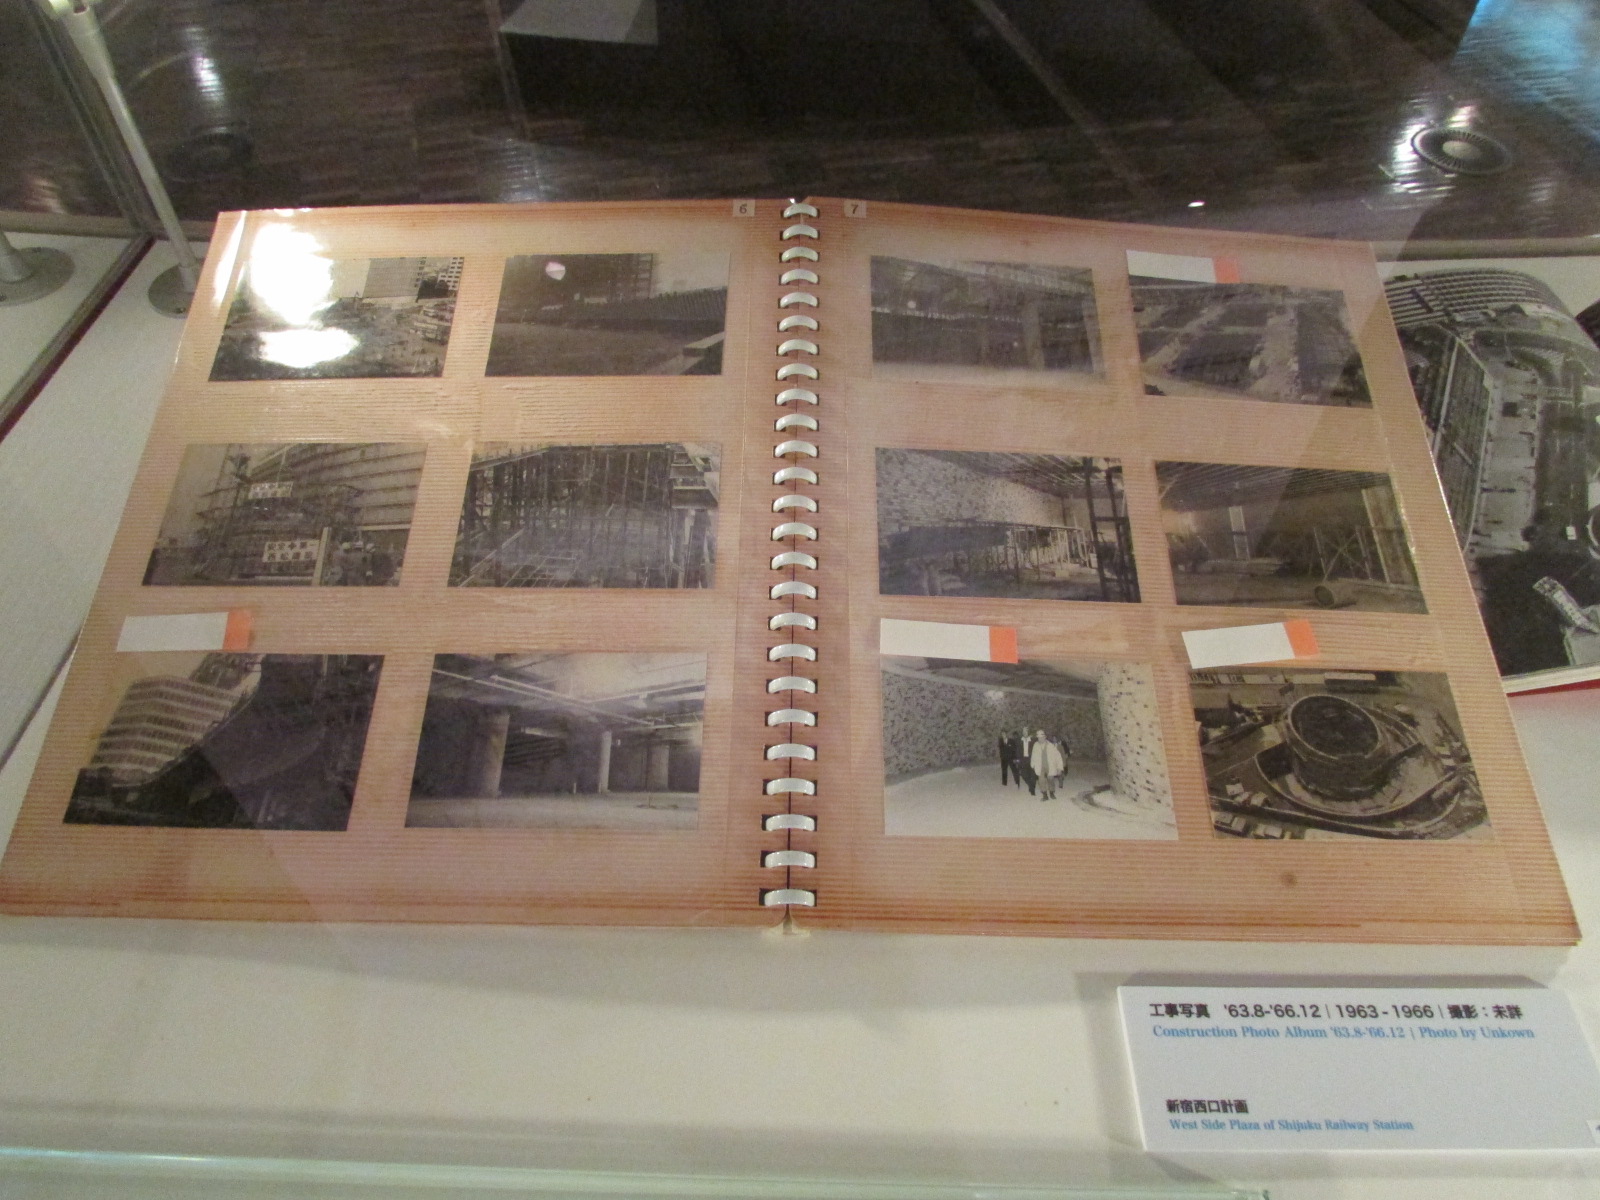 6
7
工事写真 '63.8-'66.12 | 1963 - 1966 | 撮影：未詳
Construction Photo Album '63.8-'66.12 | Photo by Unkown
新宿西口計画
West Side Plaza of Shijuku Railway Station